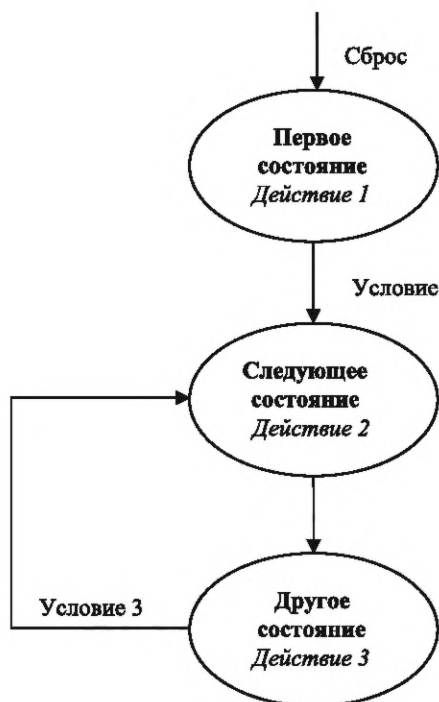 Сброс
Первое
состояние
Действие 1
Условие
Следующее
состояние
Действие 2
Условие 3
Другое
состояние
Действие 3